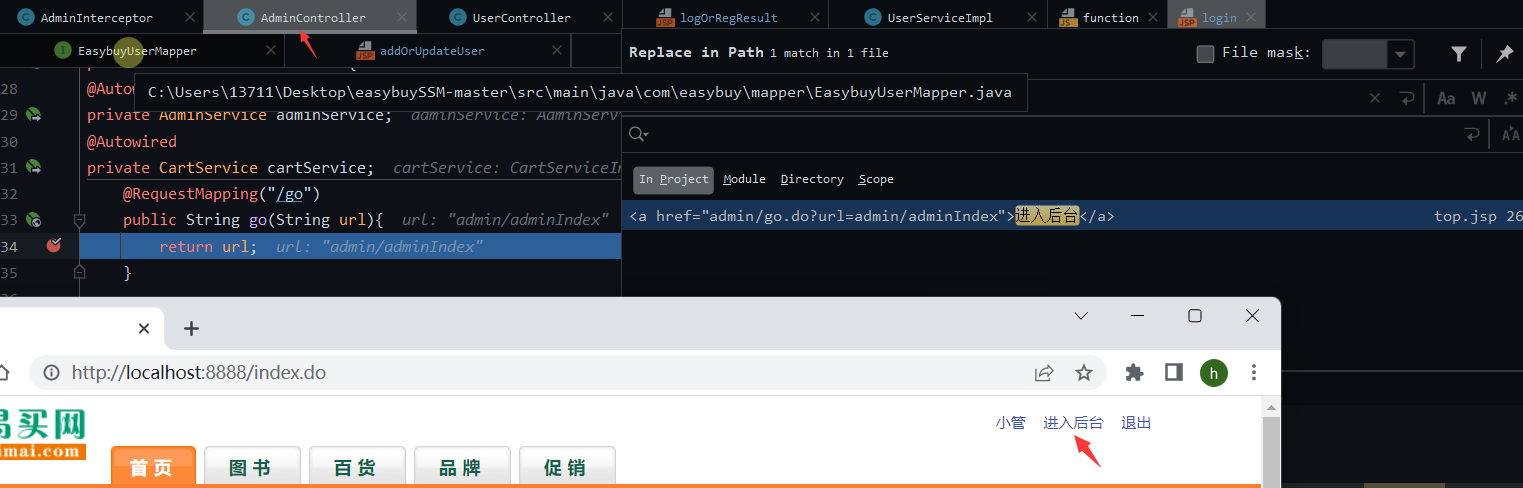 AdminInterceptor AdminController UserController logOrRegResult UserServiceImpl function login
EasybuyUserMapper addOrUpdateUser
Replace in Path 1 match in 1 file File mask:
C:\Users\13711\Desktop\easybuySSM-master\src\main\java\com\easybuy\mapper\EasybuyUserMapper.java
28 @Autow
29 private AdminService adminService; adminService: AdminServi
30 @Autowired
31 private CartService cartService; cartService: CartServiceIm
32 @RequestMapping("/go")
33 public String go(String url){ url: "admin/adminIndex"
34 return url; url: "admin/adminIndex"
35 }
Aa W .*
In Project Module Directory Scope
<a href="admin/go.do?url=admin/adminIndex">进入后台</a> top.jsp 26
http://localhost:8888/index.do
h
易买网
imai.com
小管 进入后台 退出
首页 图书 百货 品牌 促销